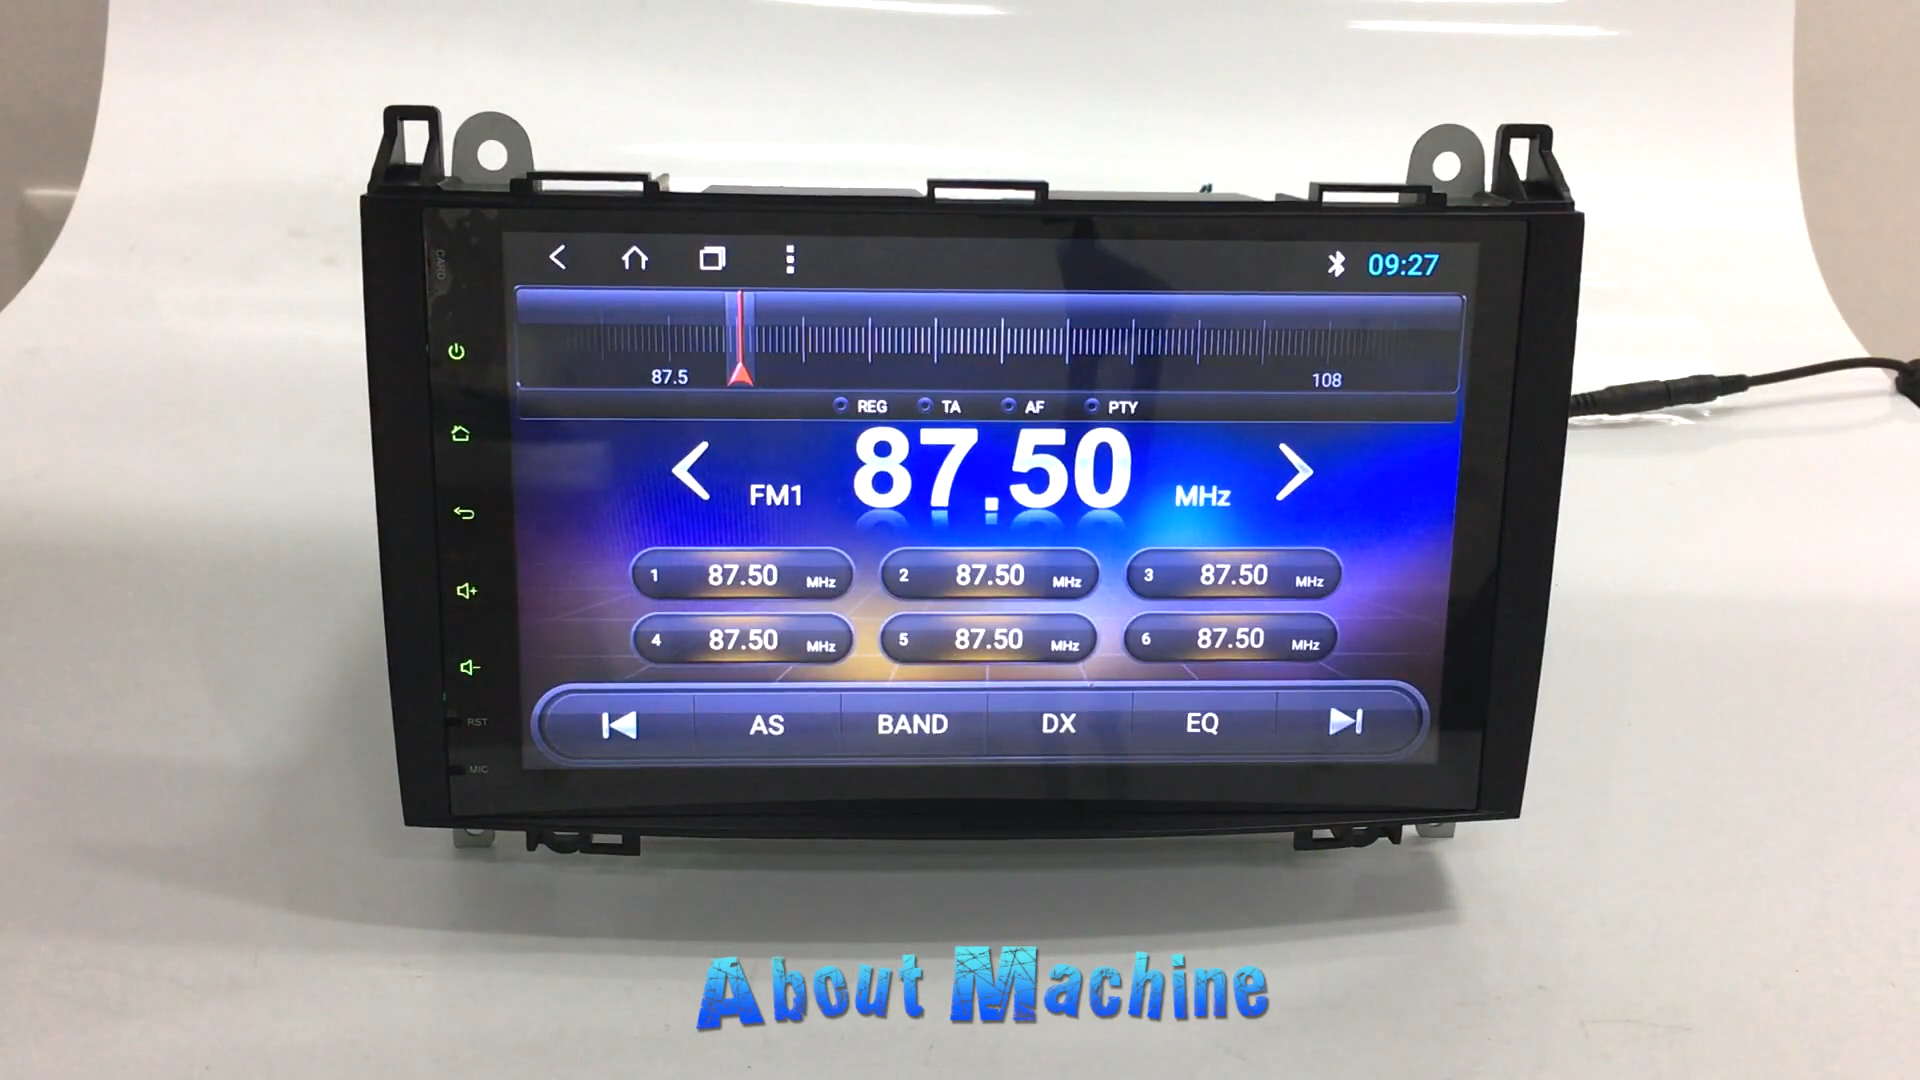 CARD
09:27
87.5 108
REG TA AF PTY
FM1 87.50 MHz
1 87.50 MHz 2 87.50 MHz 3 87.50 MHz
4 87.50 MHz 5 87.50 MHz 6 87.50 MHz
AS BAND DX EQ
RST
MIC
About Machine